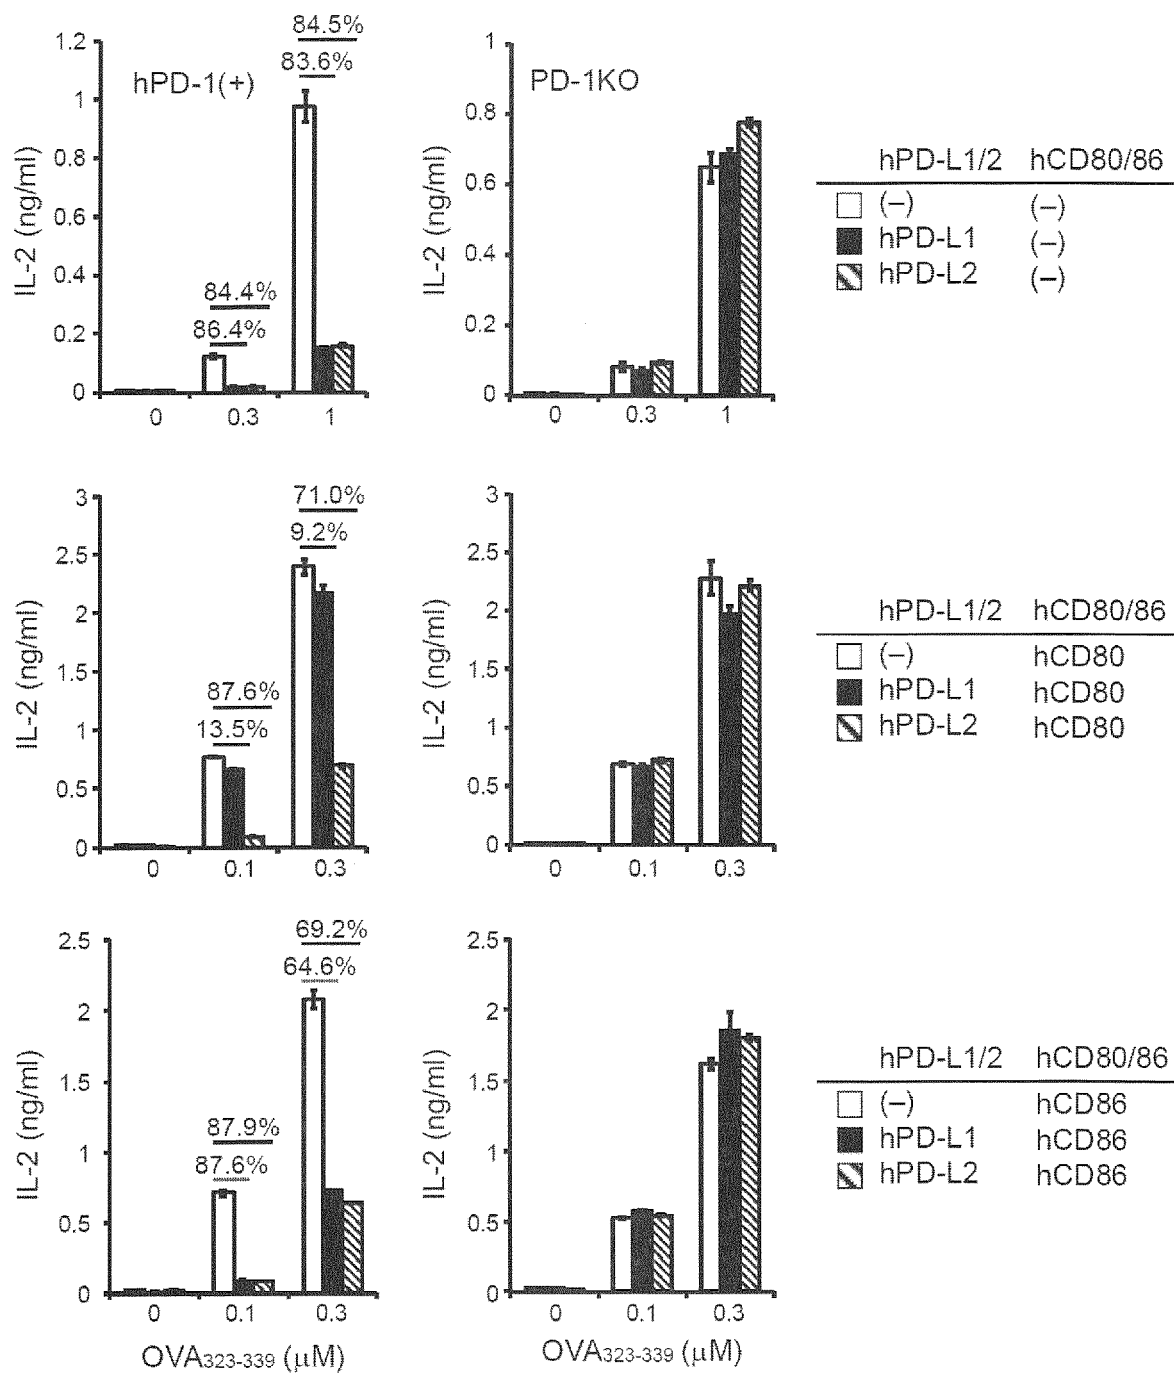 84.5%
83.6%
hPD-1(+)
84.4%
86.4%
IL-2 (ng/ml)
1.2
1
0.8
0.6
0.4
0.2
0
0 0.3 1
PD-1KO
IL-2 (ng/ml)
1
0.8
0.6
0.4
0.2
0
0 0.3 1
hPD-L1/2 hCD80/86
(–) (–)
hPD-L1 (–)
hPD-L2 (–)
71.0%
9.2%
87.6%
13.5%
IL-2 (ng/ml)
3
2.5
2
1.5
1
0.5
0
0 0.1 0.3
IL-2 (ng/ml)
3
2.5
2
1.5
1
0.5
0
0 0.1 0.3
hPD-L1/2 hCD80/86
(–) hCD80
hPD-L1 hCD80
hPD-L2 hCD80
69.2%
64.6%
87.9%
87.6%
IL-2 (ng/ml)
2.5
2
1.5
1
0.5
0
0 0.1 0.3
OVA323-339 (μM)
IL-2 (ng/ml)
2.5
2
1.5
1
0.5
0
0 0.1 0.3
OVA323-339 (μM)
hPD-L1/2 hCD80/86
(–) hCD86
hPD-L1 hCD86
hPD-L2 hCD86